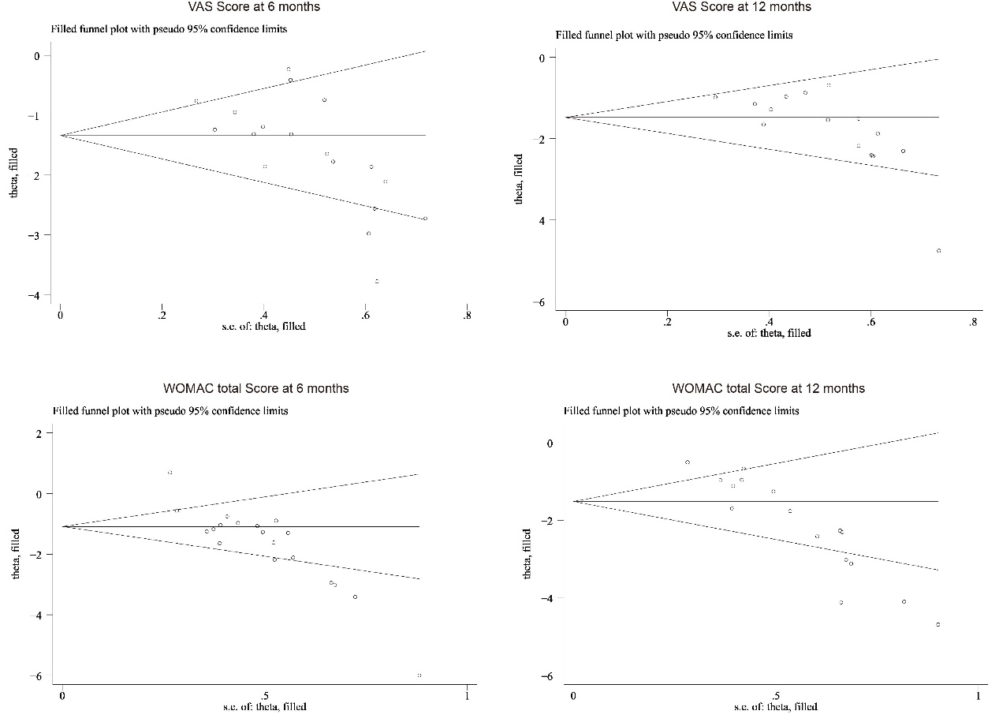 VAS Score at 6 months
Filled funnel plot with pseudo 95% confidence limits
theta, filled
0
−1
2
−3
−4
0
.2
.4
.6
.8
s.e. of: theta, filled
VAS Score at 12 months
Filled funnel plot with pseudo 95% confidence limits
theta, filled
0
−2
4
−6
0
.2
.4
.6
.8
s.e. of: theta, filled
WOMAC total Score at 6 months
Filled funnel plot with pseudo 95% confidence limits
theta, filled
2
0
−2
−4
−6
0
.5
1
s.e. of: theta, filled
WOMAC total Score at 12 months
Filled funnel plot with pseudo 95% confidence limits
theta, filled
0
−2
−4
−6
0
.5
1
s.e. of: theta, filled